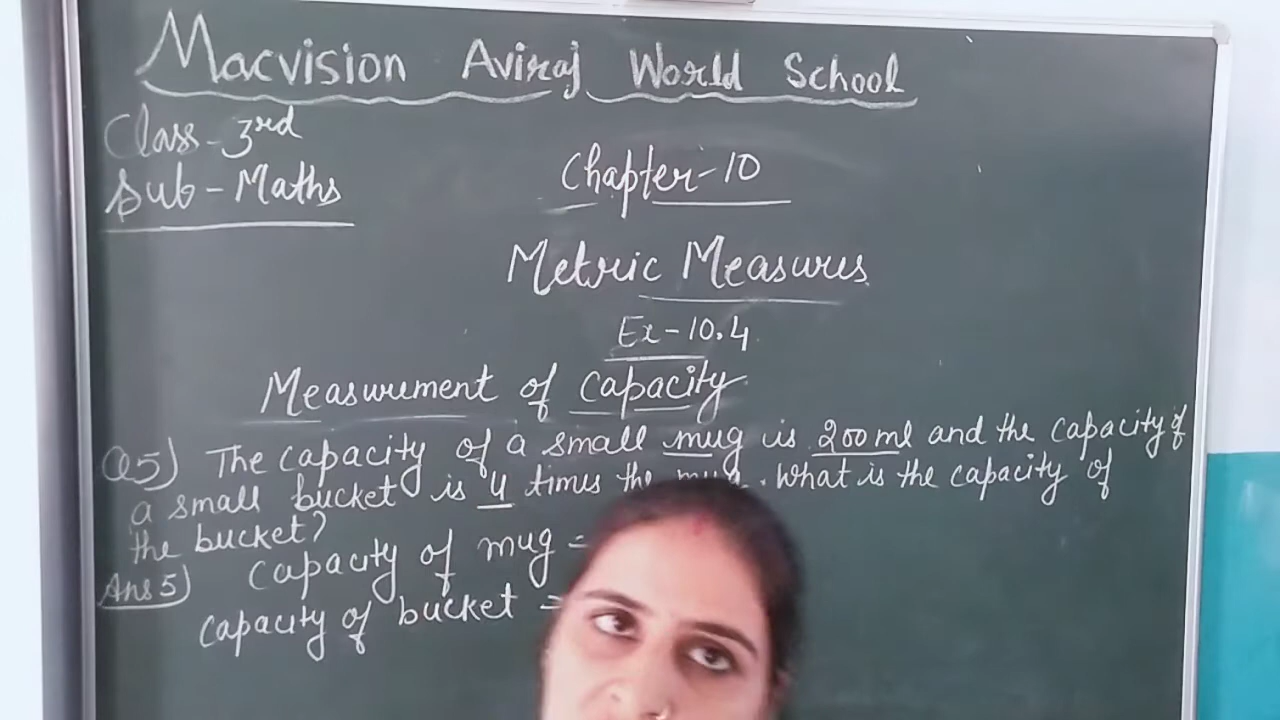 Macvision Aviraj World School
Class - 3rd
Sub - Maths
Chapter - 10
Metric Measures
Ex - 10.4
Measurement of capacity
Q5) The capacity of a small mug is 200 ml and the capacity of
a small bucket is 4 times the mug. What is the capacity of
the bucket?
Ans 5) capacity of mug =
capacity of bucket =